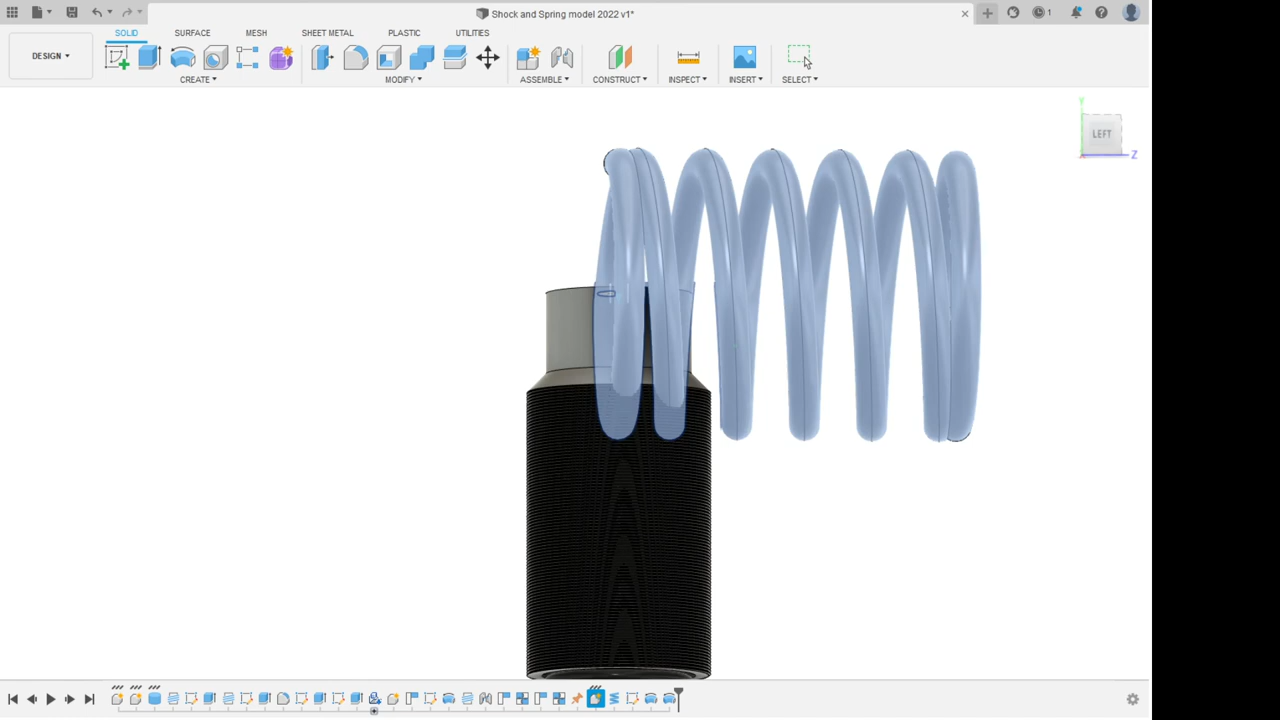 Shock and Spring model 2022 v1*
1
SOLID SURFACE MESH SHEET METAL PLASTIC UTILITIES
DESIGN
CREATE MODIFY ASSEMBLE CONSTRUCT INSPECT INSERT SELECT
Y
LEFT
Z